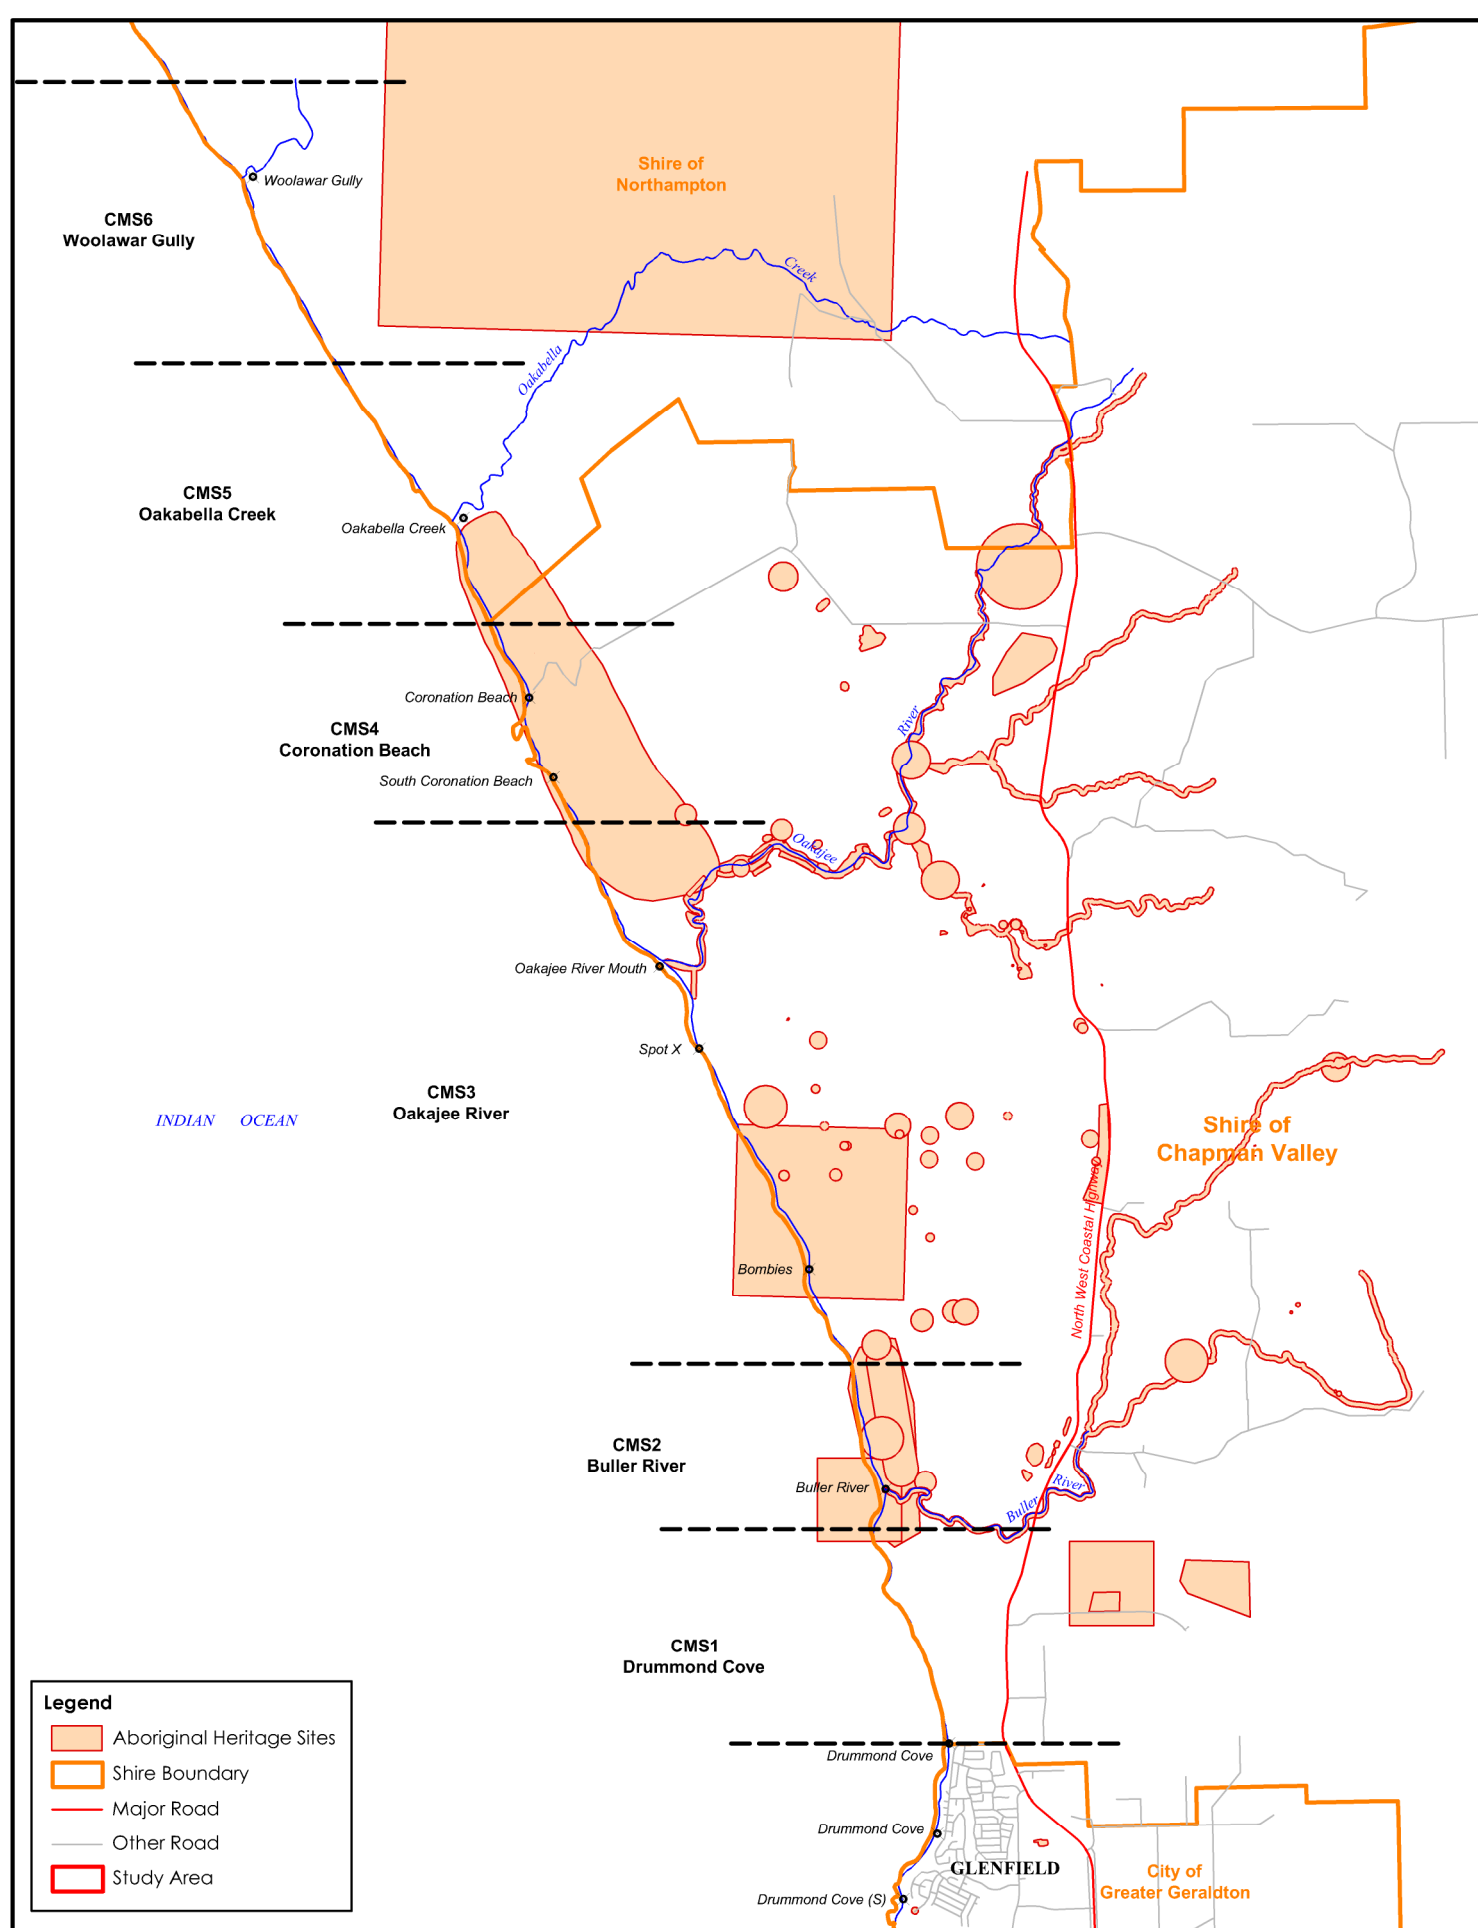 Shire of
Northampton
Woolawar Gully
CMS6
Woolawar Gully
Creek
Oakabella
CMS5
Oakabella Creek
Oakabella Creek
Coronation Beach
River
CMS4
Coronation Beach
South Coronation Beach
Oakajee
Oakajee River Mouth
Spot X
CMS3
Oakajee River
INDIAN OCEAN
Shire of
Chapman Valley
North West Coastal Highway
Bombies
CMS2
Buller River
Buller River
Buller
River
CMS1
Drummond Cove
Drummond Cove
Drummond Cove
GLENFIELD
City of
Greater Geraldton
Drummond Cove (S)
Legend
Aboriginal Heritage Sites
Shire Boundary
Major Road
Other Road
Study Area